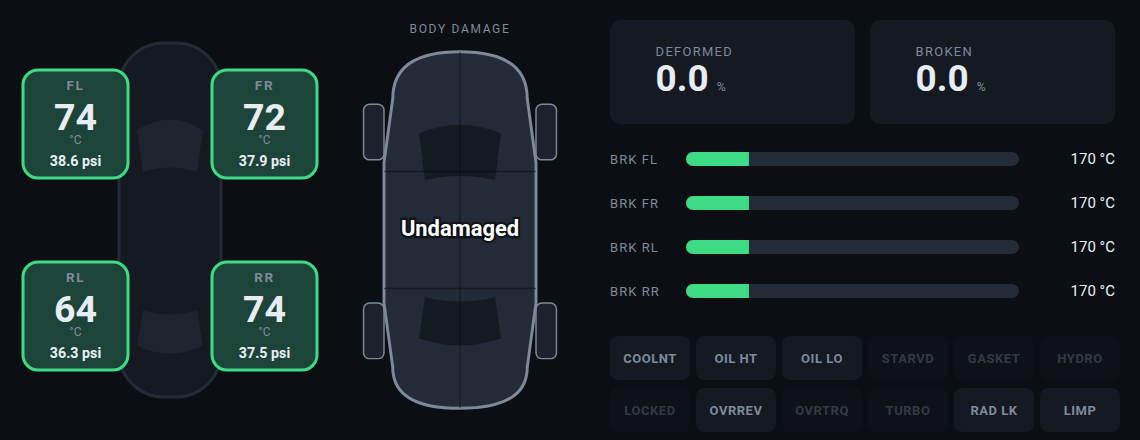 BODY DAMAGE
FL
74
°C
38.6 psi
FR
72
°C
37.9 psi
RL
64
°C
36.3 psi
RR
74
°C
37.5 psi
Undamaged
DEFORMED
0.0 %
BROKEN
0.0 %
BRK FL 170 °C
BRK FR 170 °C
BRK RL 170 °C
BRK RR 170 °C
COOLNT OIL HT OIL LO STARVD GASKET HYDRO
LOCKED OVRREV OVRTRQ TURBO RAD LK LIMP